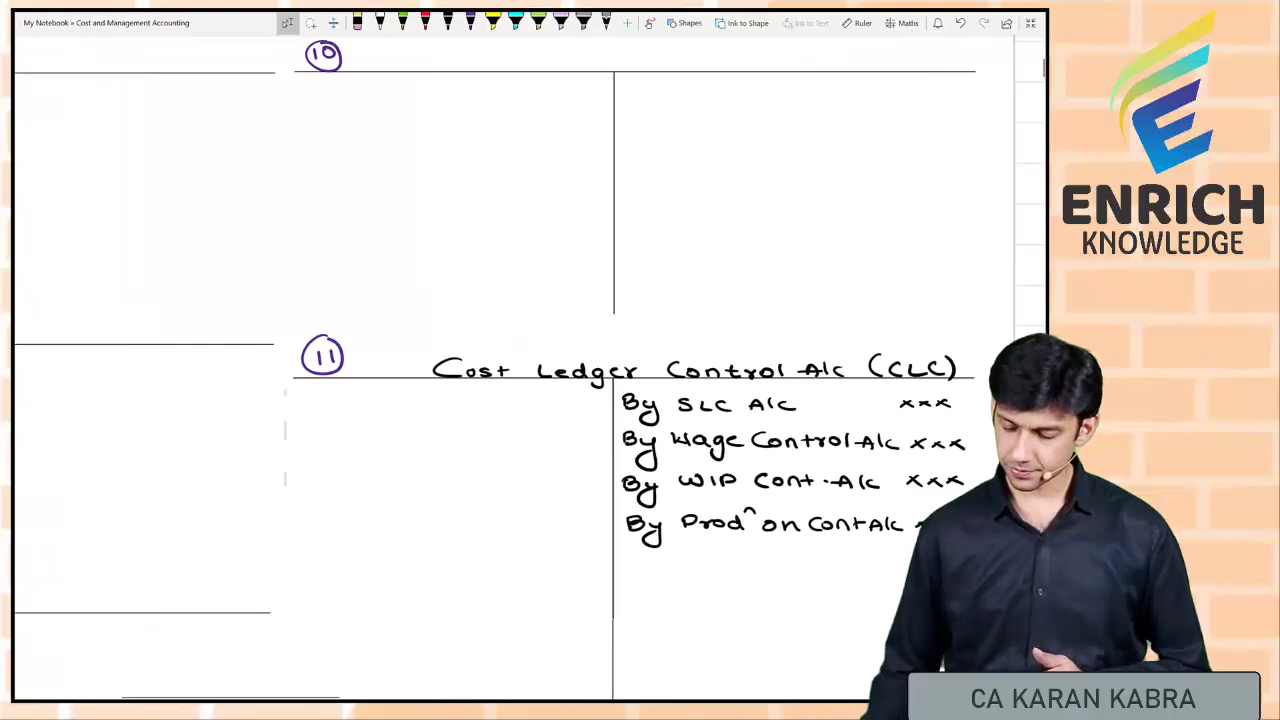 My Notebook » Cost and Management Accounting
Shapes
Ink to Shape
Ink to Text
Ruler
Maths
10
11
Cost Ledger Control A/c (CLC)
By SLC A/c xxx
By Wage Control A/c xxx
By WIP Cont. A/c xxx
By Prodn OH Cont A/c
ENRICH
KNOWLEDGE
CA KARAN KABRA